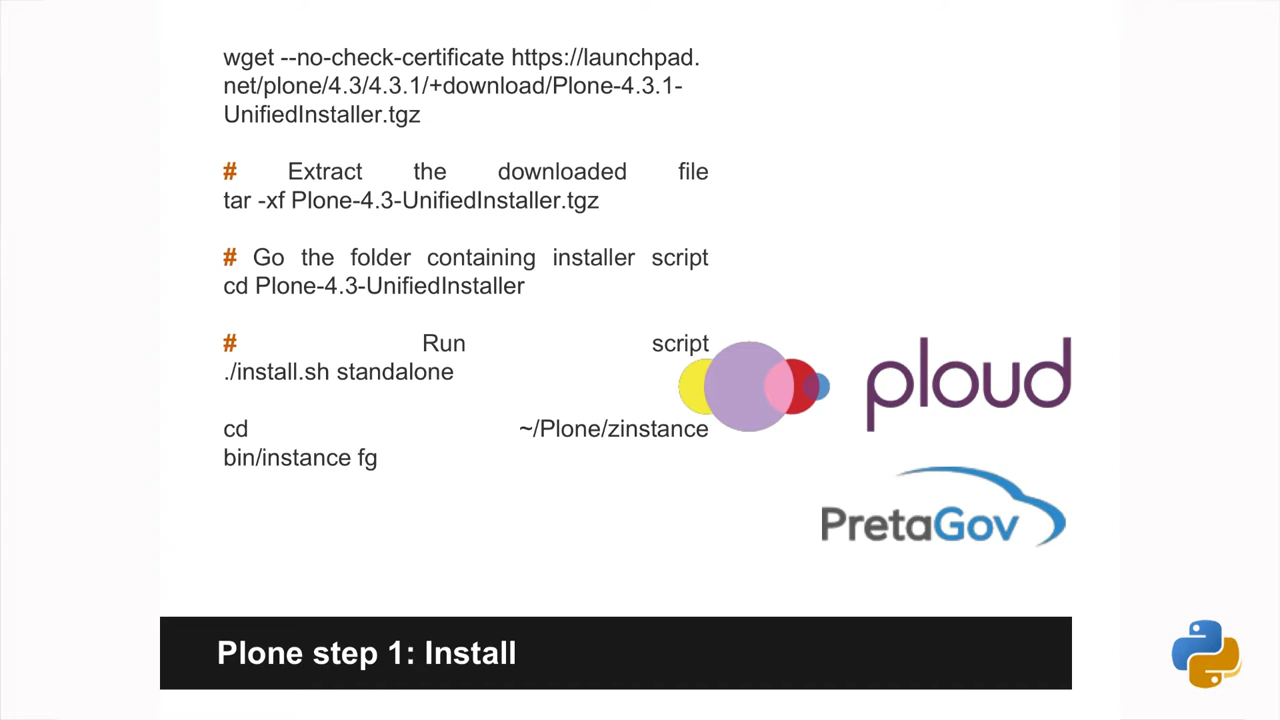 wget --no-check-certificate https://launchpad.
net/plone/4.3/4.3.1/+download/Plone-4.3.1-
UnifiedInstaller.tgz
# Extract the downloaded file
tar -xf Plone-4.3-UnifiedInstaller.tgz
# Go the folder containing installer script
cd Plone-4.3-UnifiedInstaller
# Run script
./install.sh standalone
cd ~/Plone/zinstance
bin/instance fg
ploud
PretaGov
Plone step 1: Install